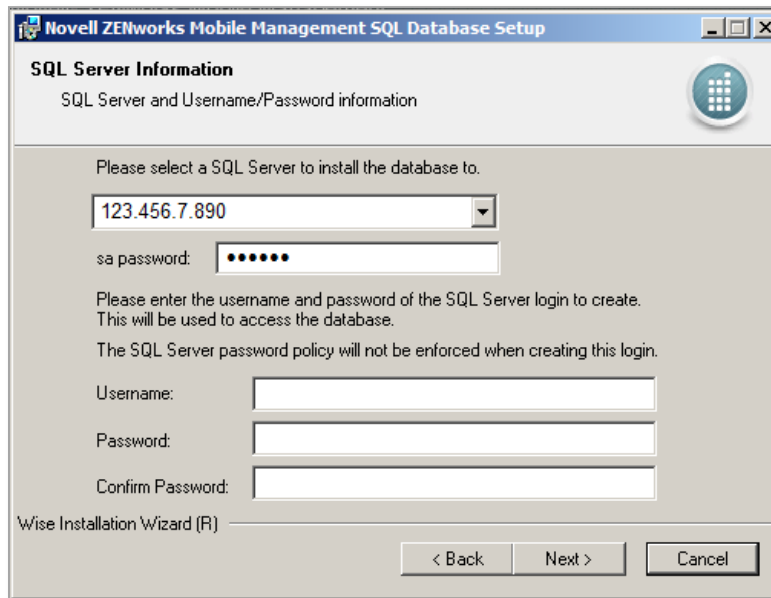 Novell ZENworks Mobile Management SQL Database Setup
SQL Server Information
SQL Server and Username/Password information
Please select a SQL Server to install the database to.
123.456.7.890
sa password: ••••••
Please enter the username and password of the SQL Server login to create.
This will be used to access the database.
The SQL Server password policy will not be enforced when creating this login.
Username:
Password:
Confirm Password:
Wise Installation Wizard (R)
< Back Next > Cancel